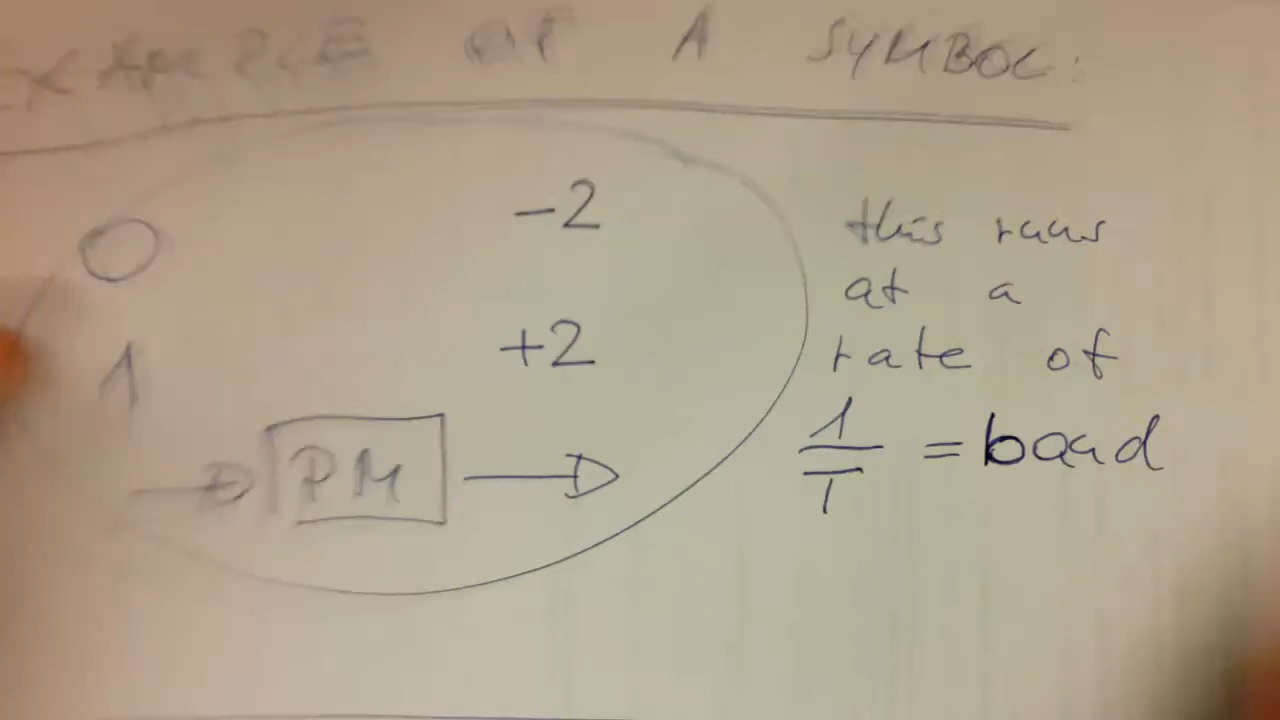 EXAMPLE OF A SYMBOL:
0 -2
1 +2
PM
this runs
at a
rate of
1/T = baud